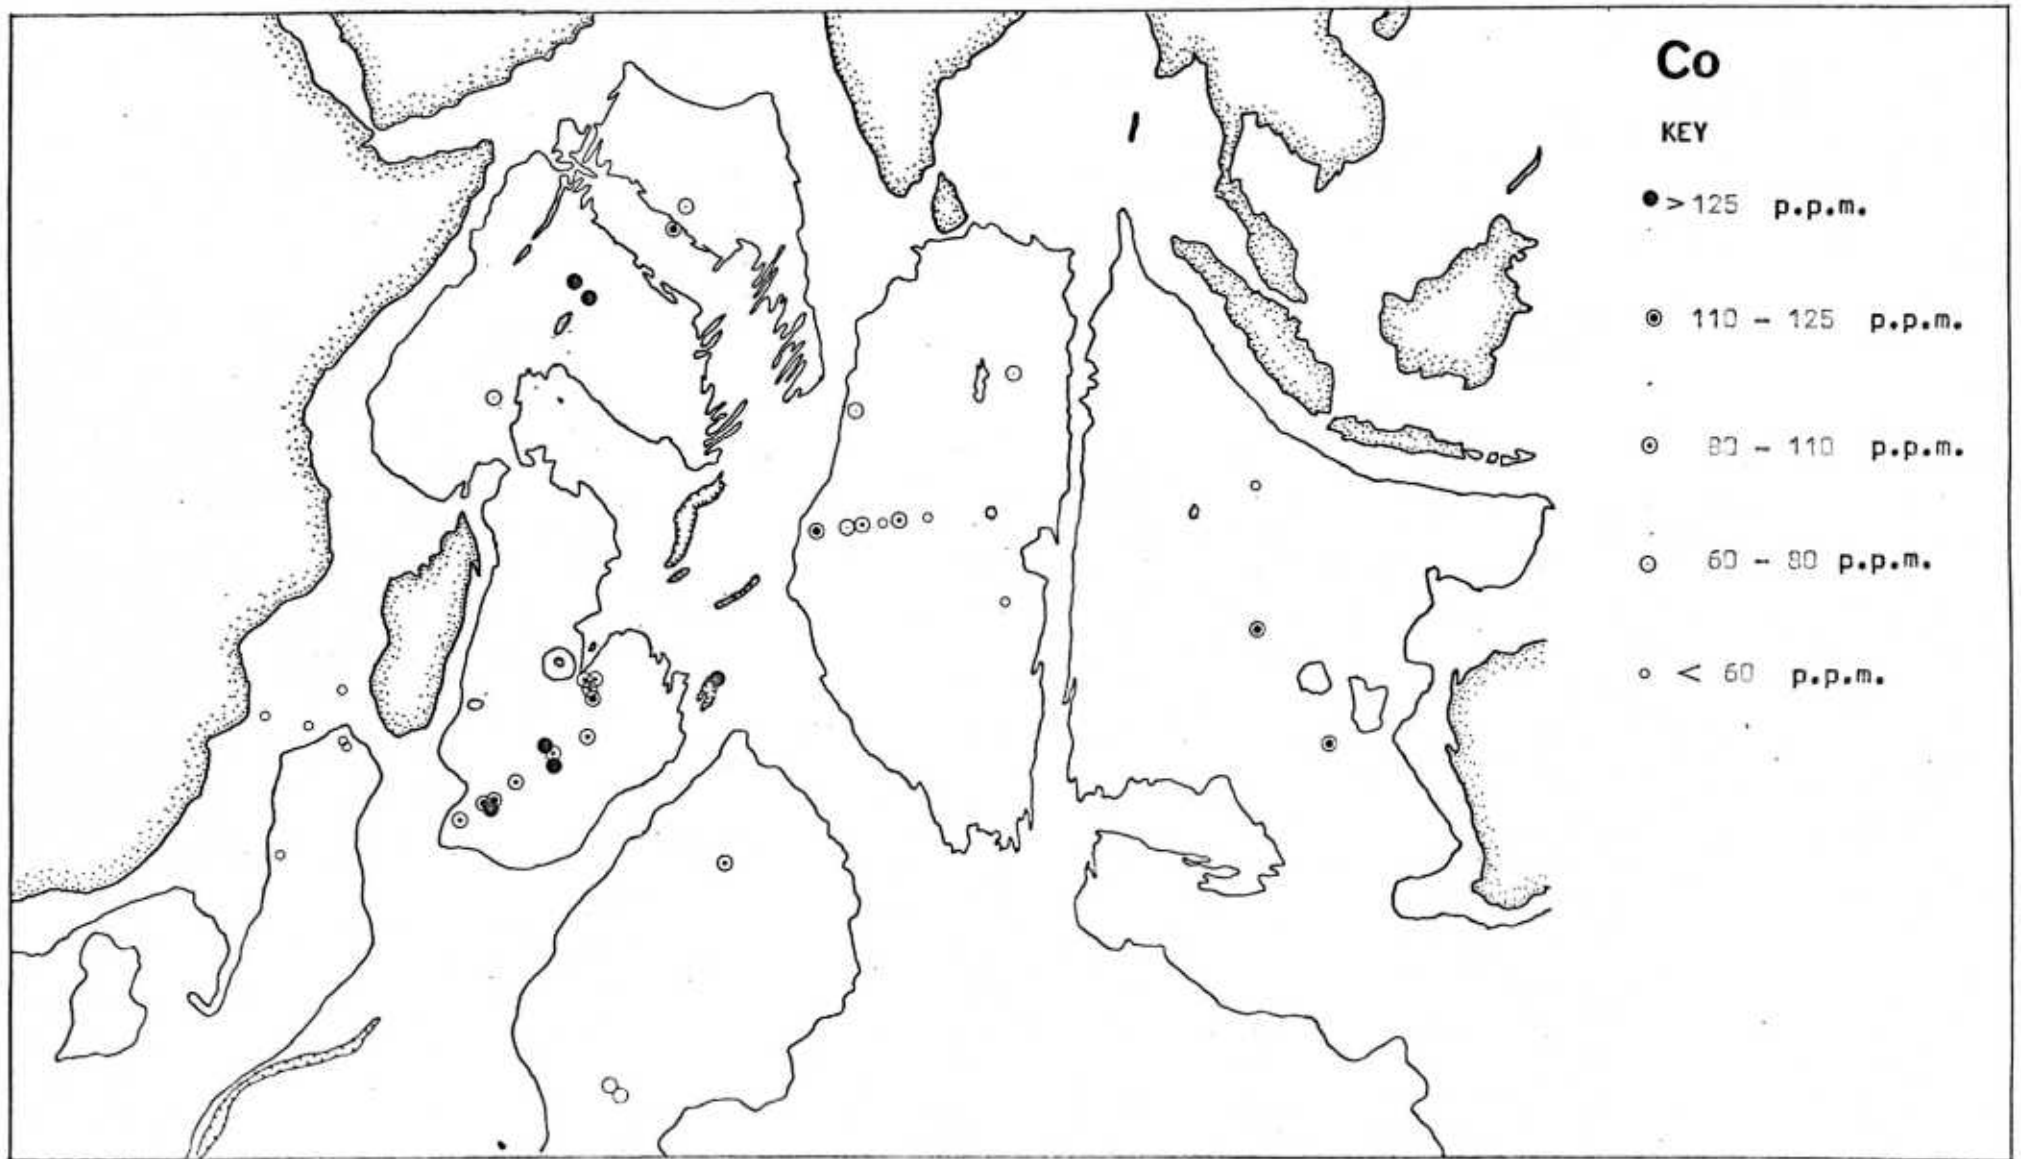 Co
KEY
> 125 p.p.m.
110 - 125 p.p.m.
80 - 110 p.p.m.
60 - 80 p.p.m.
< 60 p.p.m.